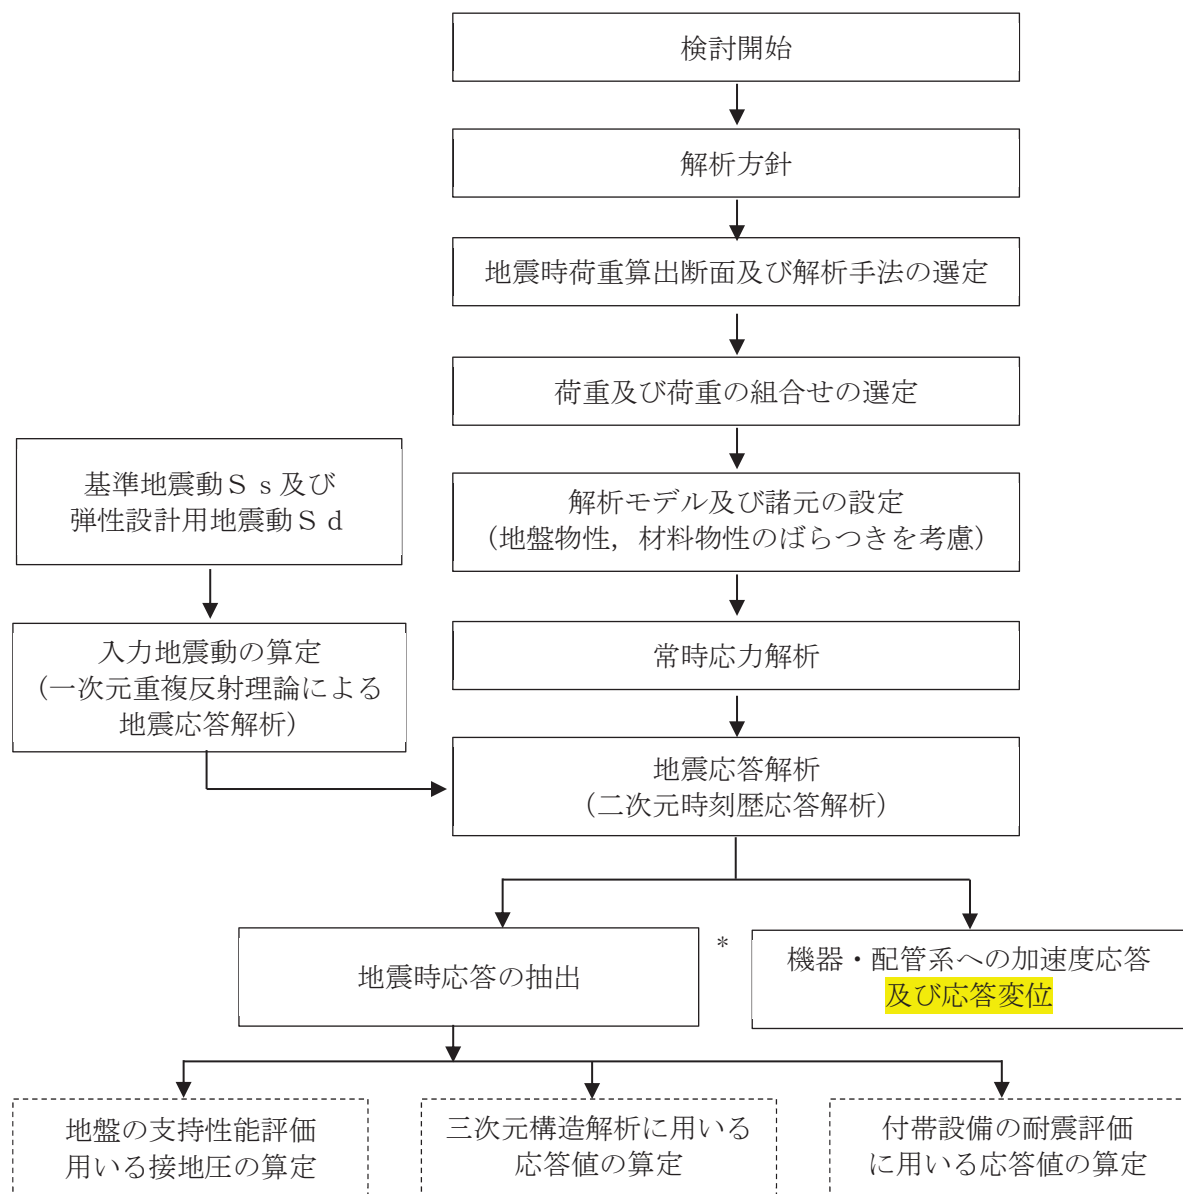 検討開始
解析方針
地震時荷重算出断面及び解析手法の選定
荷重及び荷重の組合せの選定
基準地震動Ｓｓ及び
弾性設計用地震動Ｓｄ
解析モデル及び諸元の設定
（地盤物性，材料物性のばらつきを考慮）
入力地震動の算定
（一次元重複反射理論による
地震応答解析）
常時応力解析
地震応答解析
（二次元時刻歴応答解析）
地震時応答の抽出
*
機器・配管系への加速度応答
及び応答変位
地盤の支持性能評価
用いる接地圧の算定
三次元構造解析に用いる
応答値の算定
付帯設備の耐震評価
に用いる応答値の算定